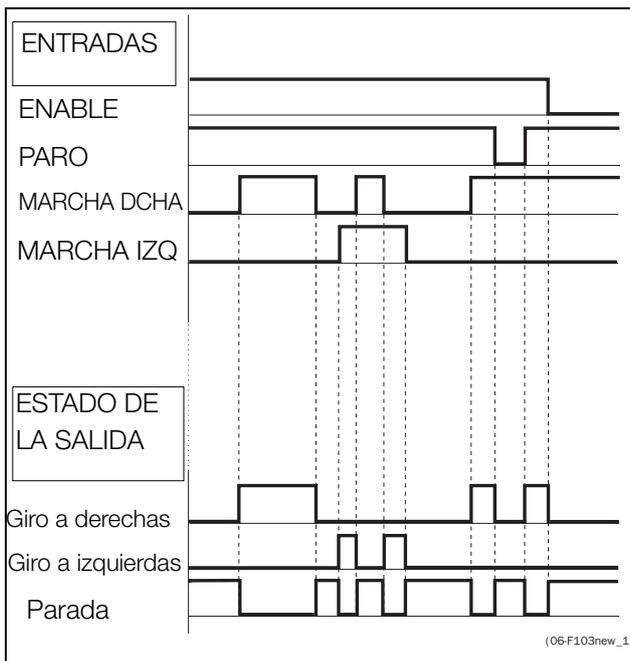 ENTRADAS
ENABLE
PARO
MARCHA DCHA
MARCHA IZQ
ESTADO DE
LA SALIDA
Giro a derechas
Giro a izquierdas
Parada
(06-F103new_1